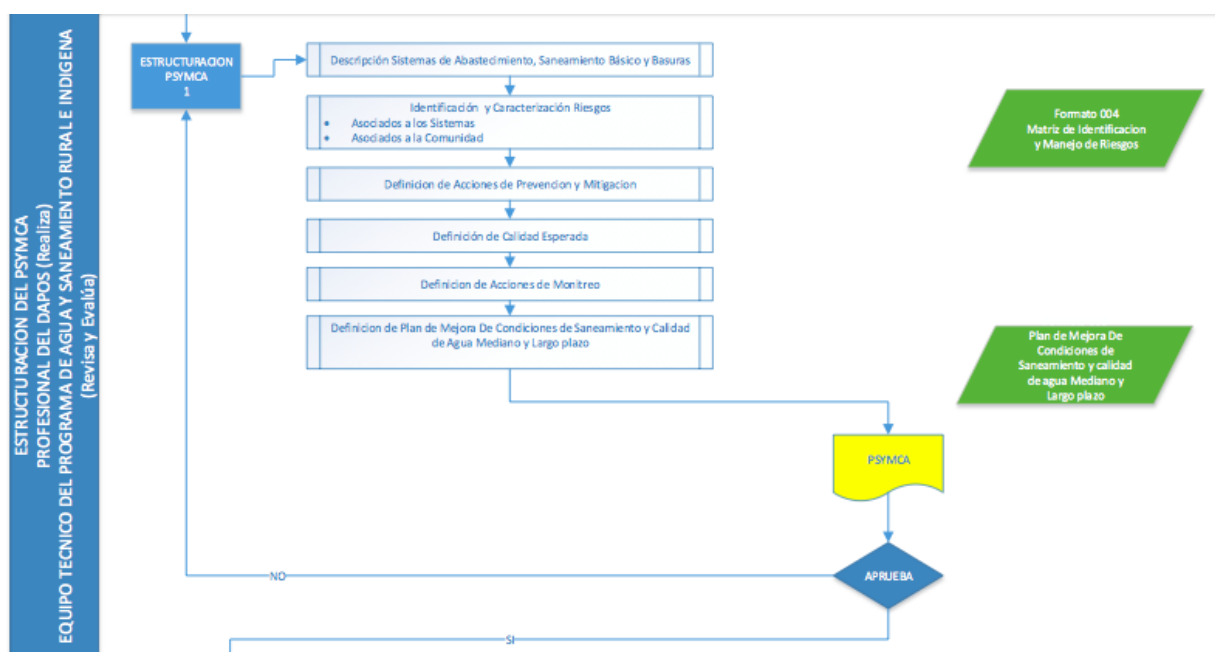 ESTRUCTURACION DEL PSYMCA
PROFESIONAL DEL DAPOS (Realiza)
EQUIPO TECNICO DEL PROGRAMA DE AGUA Y SANEAMIENTO RURAL E INDIGENA
(Revisa y Evalúa)
ESTRUCTURACION
PSYMCA
1
Descripción Sistemas de Abastecimiento, Saneamiento Básico y Basuras
Identificación y Caracterización Riesgos
• Asociados a los Sistemas
• Asociados a la Comunidad
Formato 004
Matriz de Identificacion
y Manejo de Riesgos
Definicion de Acciones de Prevencion y Mitigacion
Definición de Calidad Esperada
Definicion de Acciones de Monitreo
Definicion de Plan de Mejora De Condiciones de Saneamiento y Calidad
de Agua Mediano y Largo plazo
Plan de Mejora De
Condiciones de
Saneamiento y calidad
de agua Mediano y
Largo plazo
PSYMCA
APRUEBA
NO
SI